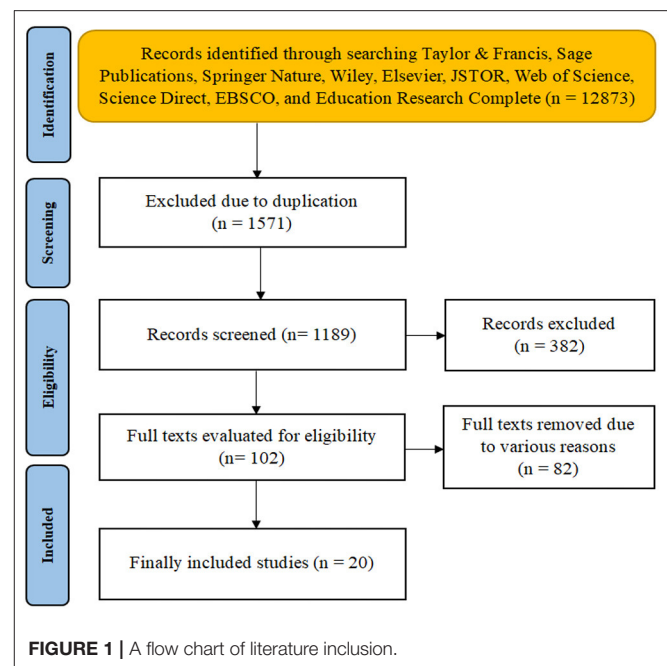 Identification
Records identified through searching Taylor & Francis, Sage
Publications, Springer Nature, Wiley, Elsevier, JSTOR, Web of Science,
Science Direct, EBSCO, and Education Research Complete (n = 12873)
Screening
Excluded due to duplication
(n = 1571)
Eligibility
Records screened (n= 1189)
Records excluded
(n = 382)
Full texts evaluated for eligibility
(n= 102)
Full texts removed due
to various reasons
(n = 82)
Included
Finally included studies (n = 20)
FIGURE 1 | A flow chart of literature inclusion.